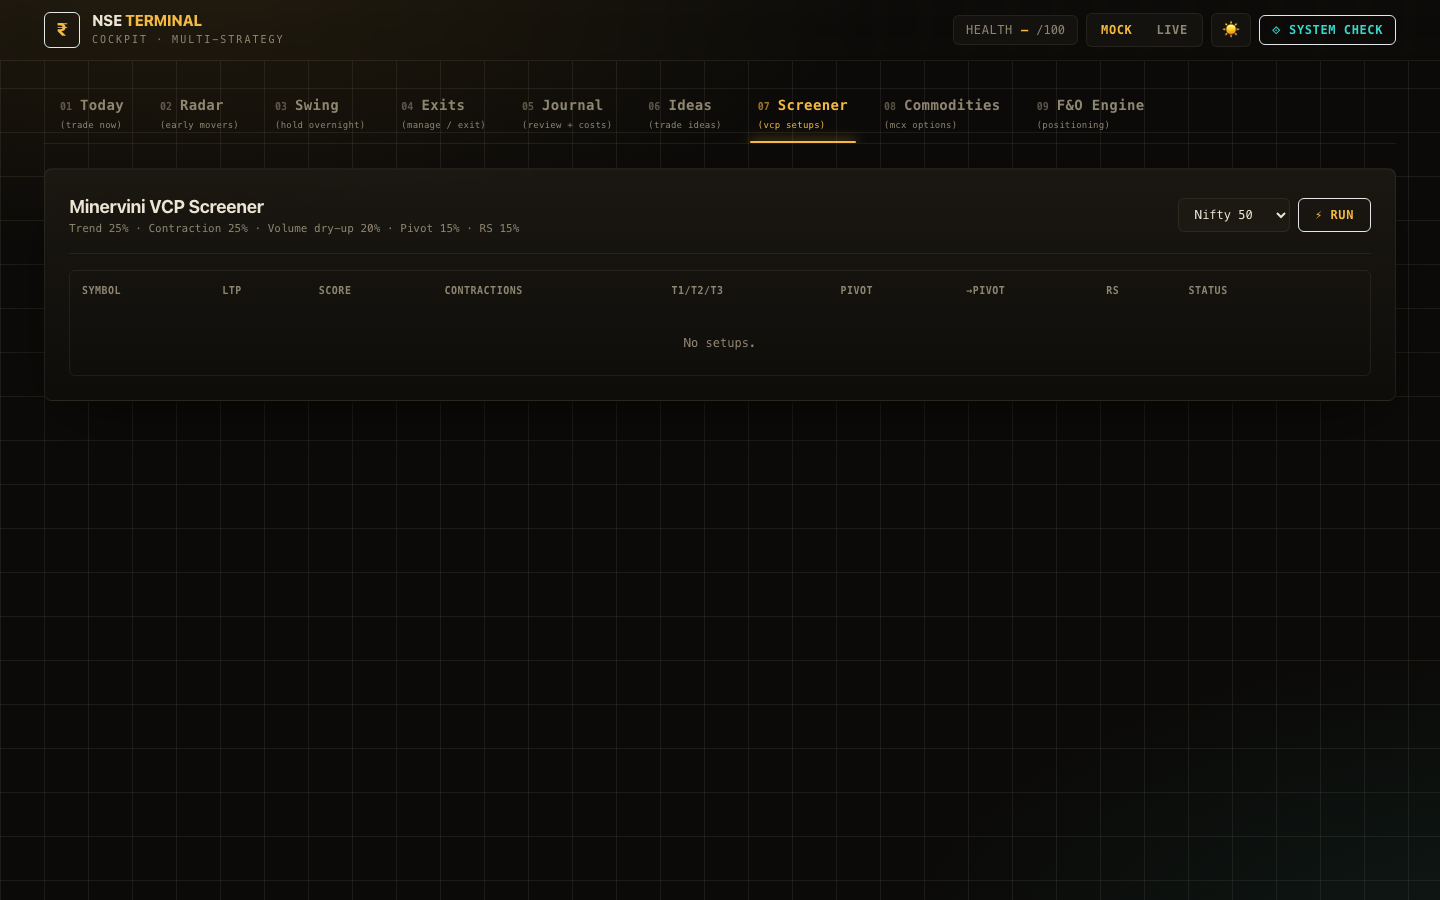 ₹
NSE TERMINAL
COCKPIT · MULTI-STRATEGY
HEALTH — /100
MOCK LIVE
⟐ SYSTEM CHECK
01 Today
(trade now)
02 Radar
(early movers)
03 Swing
(hold overnight)
04 Exits
(manage / exit)
05 Journal
(review + costs)
06 Ideas
(trade ideas)
07 Screener
(vcp setups)
08 Commodities
(mcx options)
09 F&O Engine
(positioning)
Minervini VCP Screener
Trend 25% · Contraction 25% · Volume dry-up 20% · Pivot 15% · RS 15%
Nifty 50
⚡ RUN
SYMBOL LTP SCORE CONTRACTIONS T1/T2/T3 PIVOT →PIVOT RS STATUS
No setups.